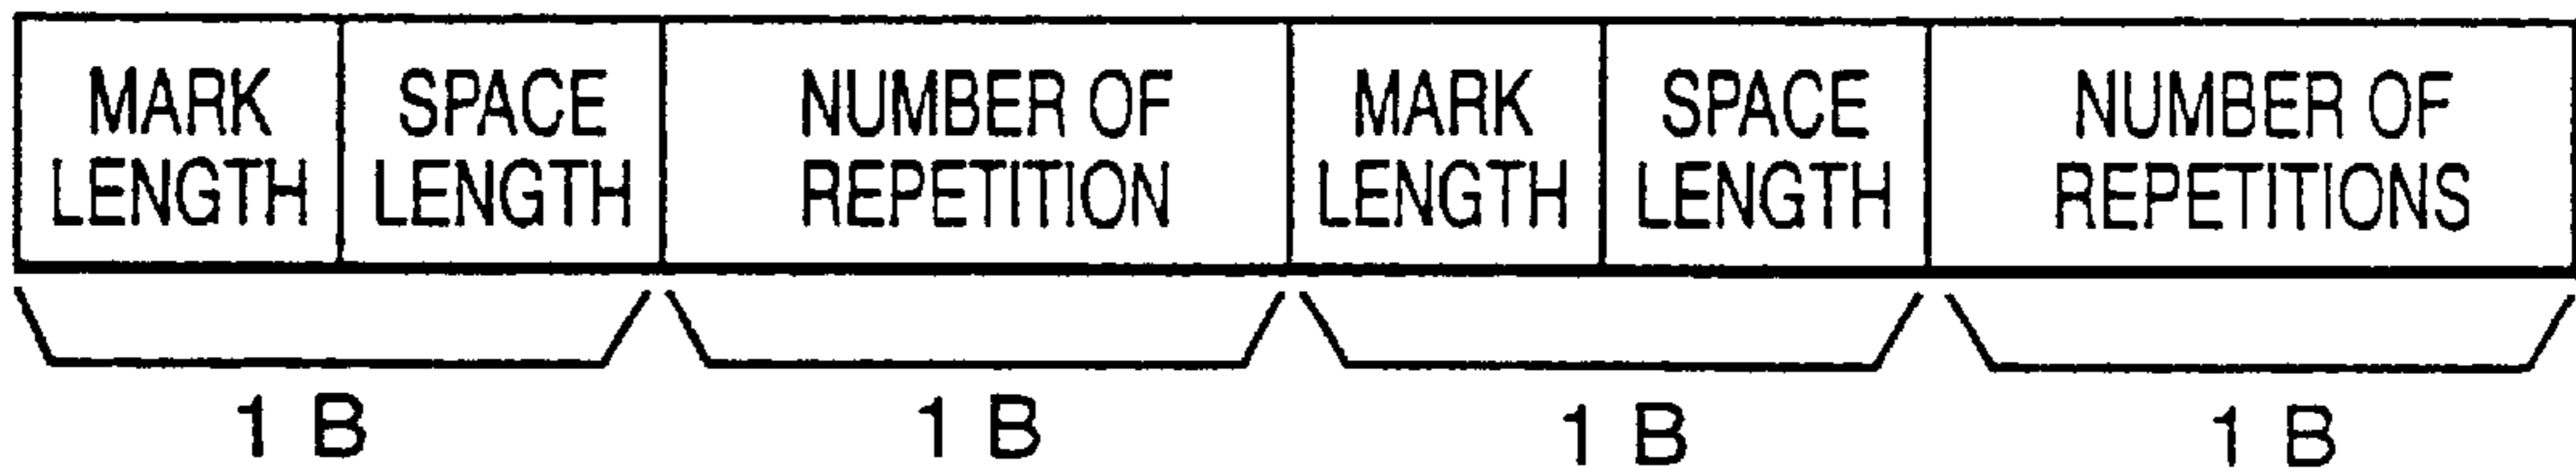 MARK LENGTH
SPACE LENGTH
NUMBER OF REPETITION
MARK LENGTH
SPACE LENGTH
NUMBER OF REPETITIONS
1 B
1 B
1 B
1 B